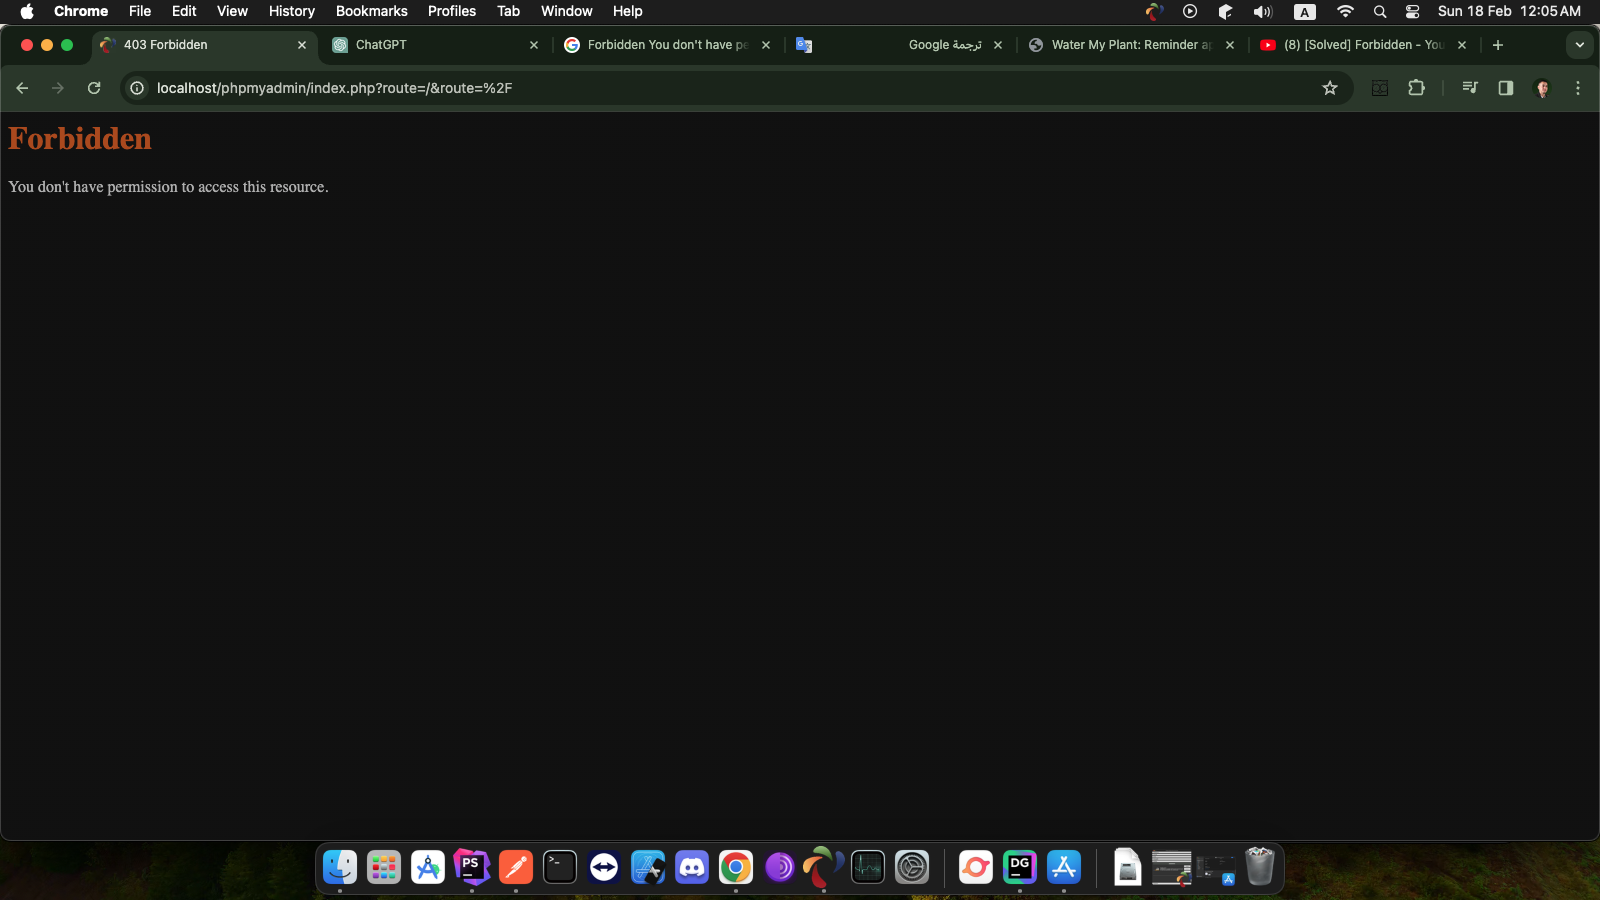 Chrome File Edit View History Bookmarks Profiles Tab Window Help A Sun 18 Feb 12:05 AM
403 Forbidden
ChatGPT
Forbidden You don't have pe
Google ترجمة
Water My Plant: Reminder ap
(8) [Solved] Forbidden - You
localhost/phpmyadmin/index.php?route=/&route=%2F
Forbidden
You don't have permission to access this resource.
PS
>_
DG